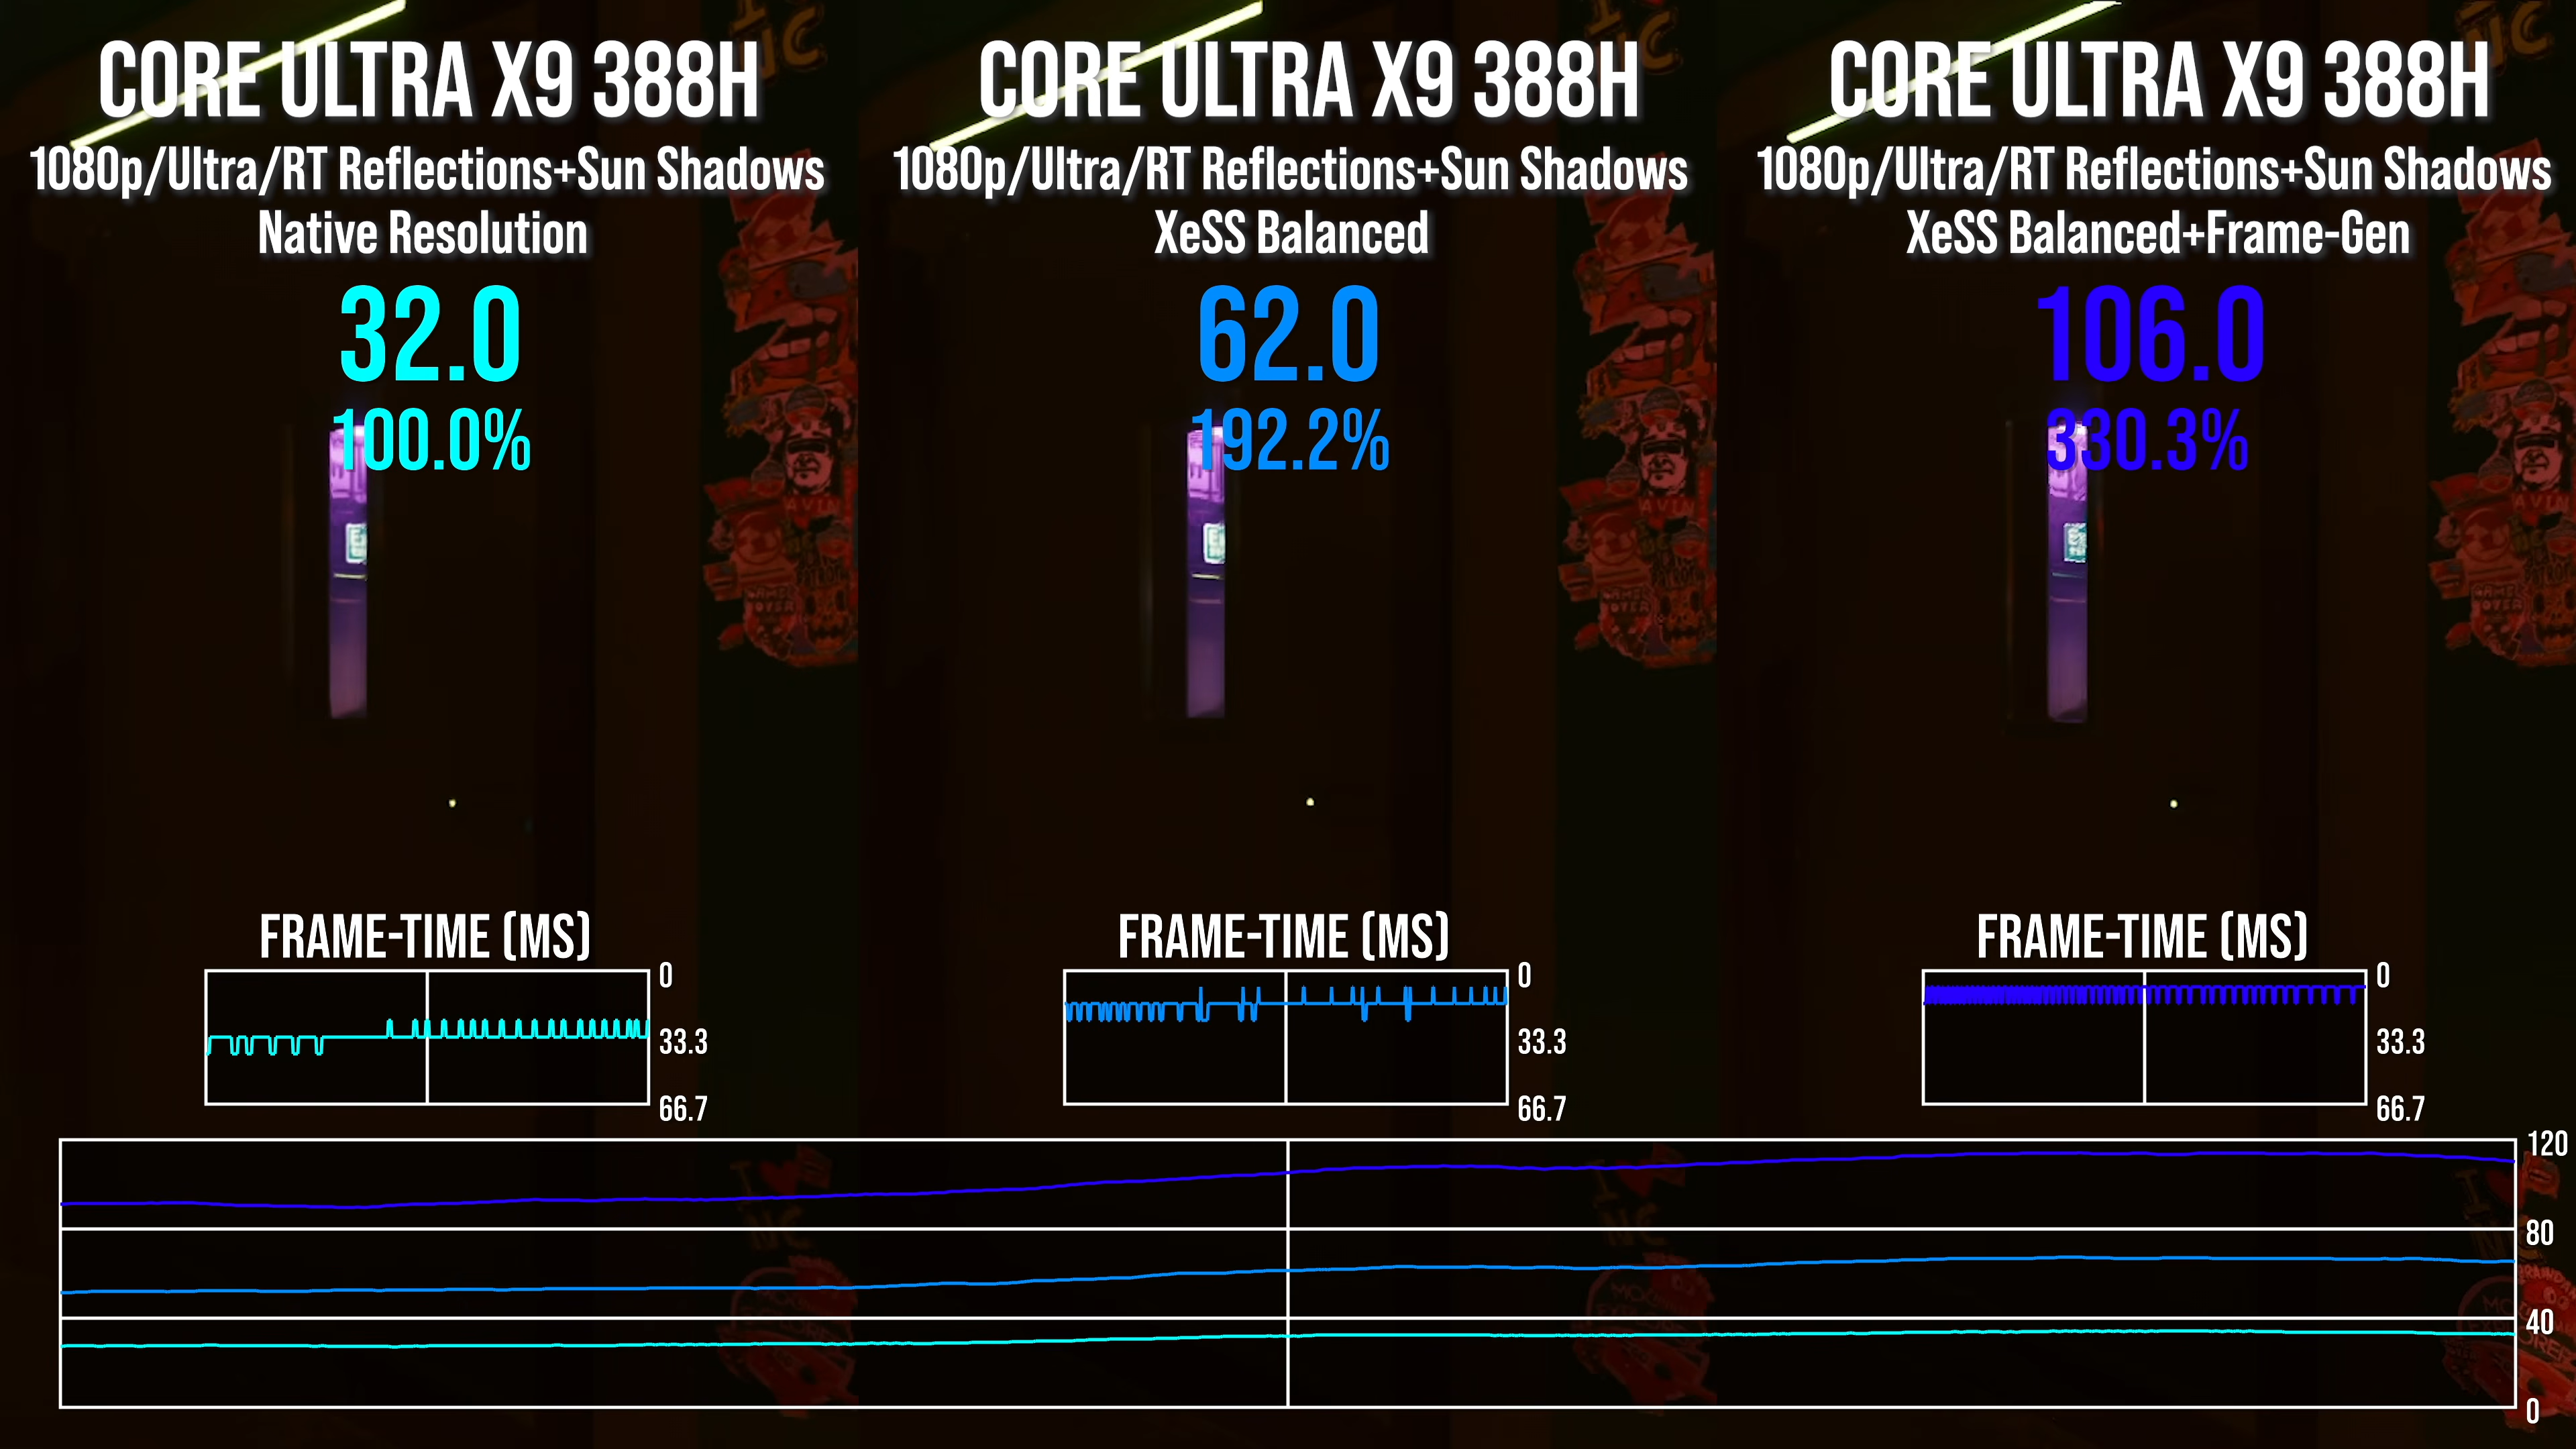 CORE ULTRA X9 388H
1080p/Ultra/RT Reflections+Sun Shadows
Native Resolution
32.0
100.0%
FRAME-TIME (MS)
0
33.3
66.7
CORE ULTRA X9 388H
1080p/Ultra/RT Reflections+Sun Shadows
XeSS Balanced
62.0
192.2%
FRAME-TIME (MS)
0
33.3
66.7
CORE ULTRA X9 388H
1080p/Ultra/RT Reflections+Sun Shadows
XeSS Balanced+Frame-Gen
106.0
330.3%
FRAME-TIME (MS)
0
33.3
66.7
120
80
40
0
GAME
OVER